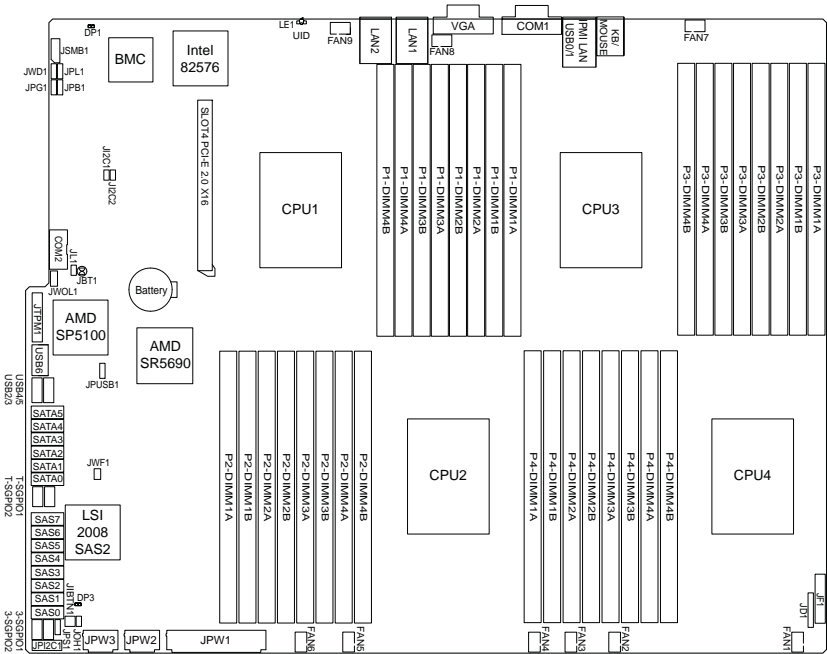 DP1
LE1
UID
FAN9
LAN2
LAN1
VGA
FAN8
COM1
IPMI LAN
USB0/1
KB/
MOUSE
FAN7
JSMB1
JWD1
JPL1
JPG1
JPB1
BMC
Intel
82576
SLOT4 PCI-E 2.0 X16
JI2C1
JI2C2
CPU1
P1-DIMM4B
P1-DIMM4A
P1-DIMM3B
P1-DIMM3A
P1-DIMM2B
P1-DIMM2A
P1-DIMM1B
P1-DIMM1A
CPU3
P3-DIMM4B
P3-DIMM4A
P3-DIMM3B
P3-DIMM3A
P3-DIMM2B
P3-DIMM2A
P3-DIMM1B
P3-DIMM1A
COM2
JL1
JBT1
JWOL1
Battery
JTPM1
AMD
SP5100
AMD
SR5690
USB6
JPUSB1
USB4/5
USB2/3
SATA5
SATA4
SATA3
SATA2
SATA1
SATA0
T-SGPIO1
T-SGPIO2
JWF1
P2-DIMM1A
P2-DIMM1B
P2-DIMM2A
P2-DIMM2B
P2-DIMM3A
P2-DIMM3B
P2-DIMM4A
P2-DIMM4B
CPU2
P4-DIMM1A
P4-DIMM1B
P4-DIMM2A
P4-DIMM2B
P4-DIMM3A
P4-DIMM3B
P4-DIMM4A
P4-DIMM4B
CPU4
SAS7
SAS6
SAS5
SAS4
SAS3
SAS2
SAS1
SAS0
LSI
2008
SAS2
JIBTN1
DP3
3-SGPIO1
3-SGPIO2
JPI2C1
JPS1
JOH1
JPW3
JPW2
JPW1
FAN6
FAN5
FAN4
FAN3
FAN2
FAN1
JD1
JF1